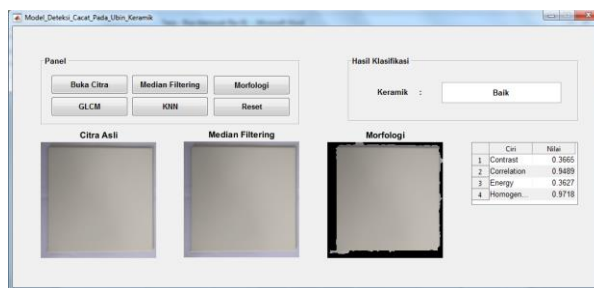 Model_Deteksi_Cacat_Pada_Ubin_Keramik
Panel
Buka Citra Median Filtering Morfologi
GLCM KNN Reset
Hasil Klasifikasi
Keramik : Baik
Citra Asli Median Filtering Morfologi
Ciri Nilai
1 Contrast 0.3665
2 Correlation 0.9489
3 Energy 0.3627
4 Homogen... 0.9718